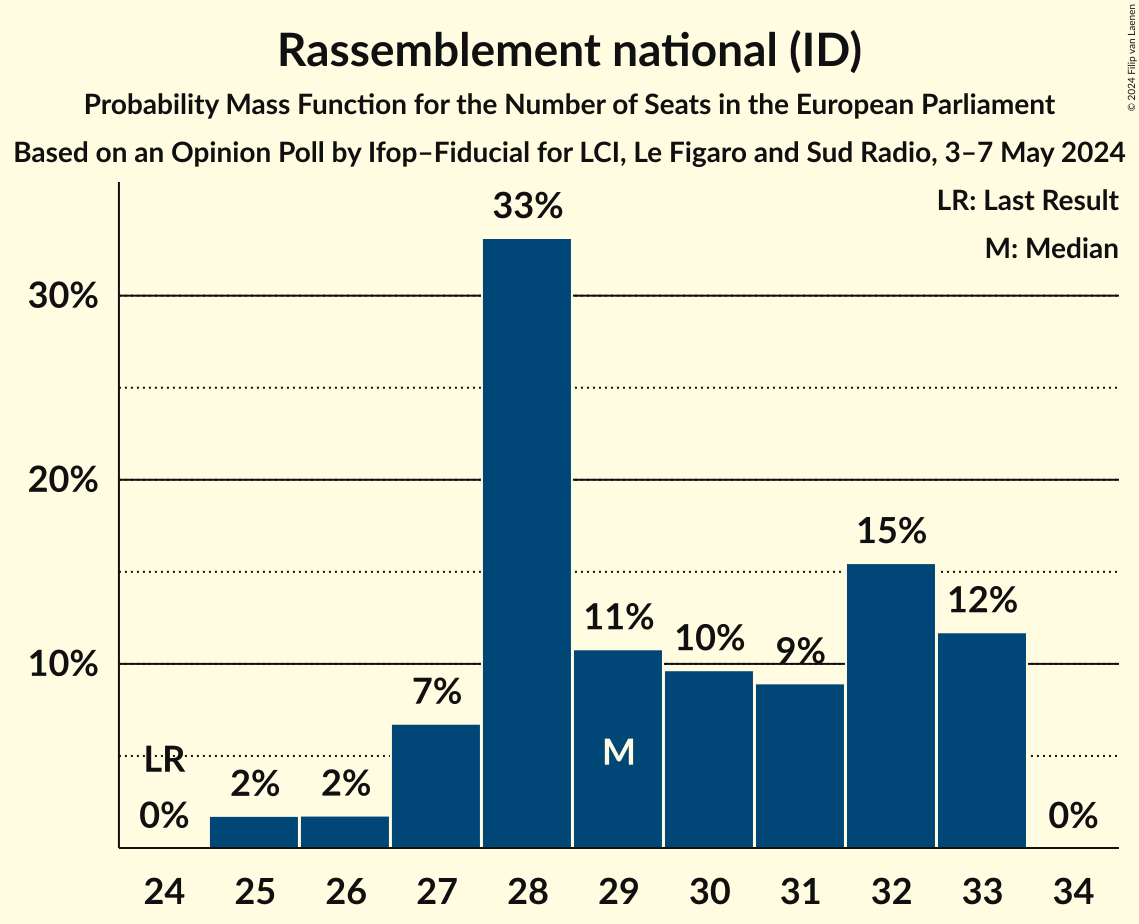 Rassemblement national (ID)
Probability Mass Function for the Number of Seats in the European Parliament
Based on an Opinion Poll by Ifop–Fiducial for LCI, Le Figaro and Sud Radio, 3–7 May 2024
© 2024 Filip van Laenen
LR: Last Result
M: Median
30%
20%
10%
LR
0%
2%
2%
7%
33%
11%
M
10%
9%
15%
12%
0%
24 25 26 27 28 29 30 31 32 33 34